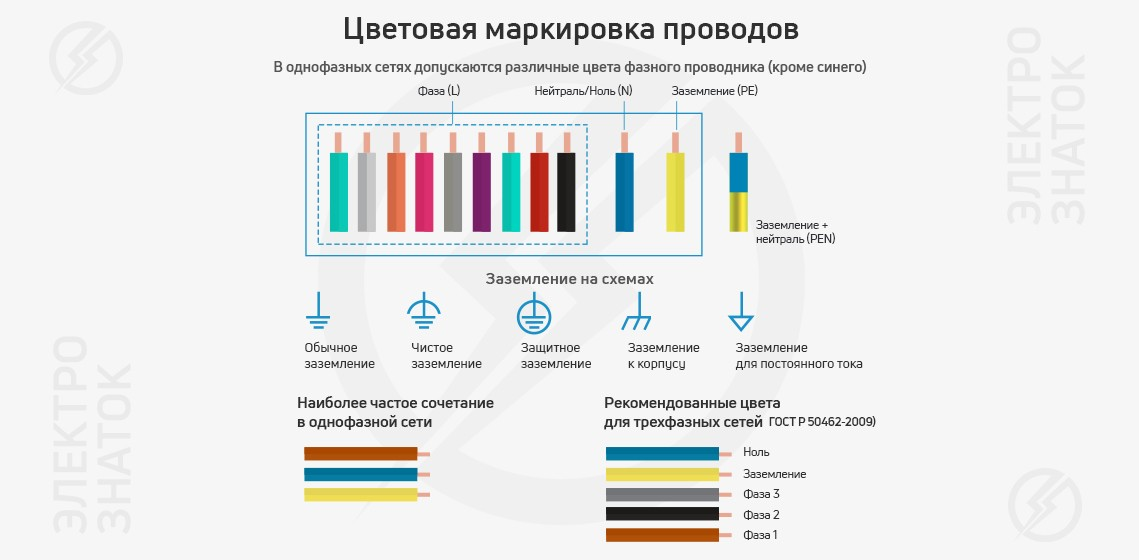 Цветовая маркировка проводов
В однофазных сетях допускаются различные цвета фазного проводника (кроме синего)
Фаза (L)
Нейтраль/Ноль (N)
Заземление (PE)
Заземление +
нейтраль (PEN)
Заземление на схемах
Обычное
заземление
Чистое
заземление
Защитное
заземление
Заземление
к корпусу
Заземление
для постоянного тока
Наиболее частое сочетание
в однофазной сети
Рекомендованные цвета
для трехфазных сетей ГОСТ Р 50462-2009)
Ноль
Заземление
Фаза 3
Фаза 2
Фаза 1
ЭЛЕКТРО
ЗНАТОК
ЭЛЕКТРО
ЗНАТОК